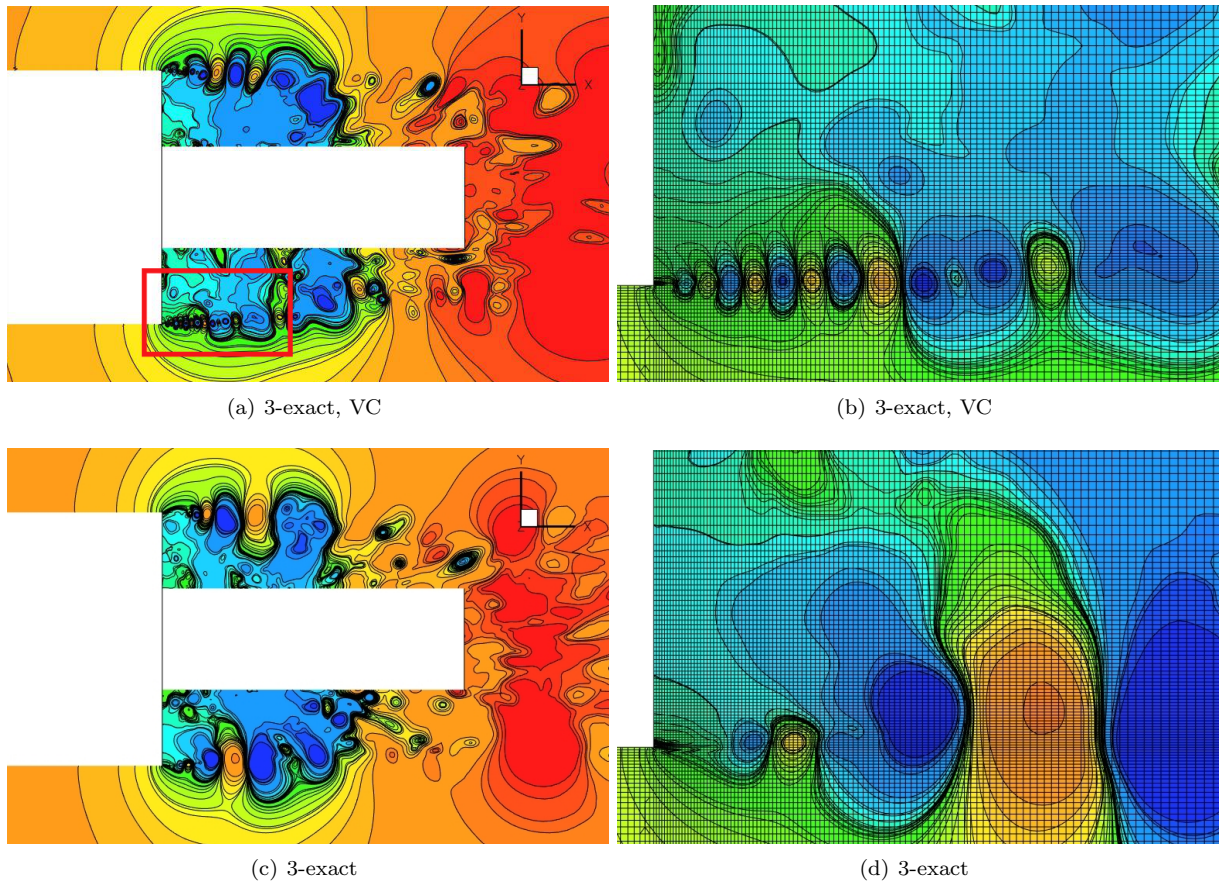 Y
X
(a) 3-exact, VC
(b) 3-exact, VC
Y
X
(c) 3-exact
(d) 3-exact